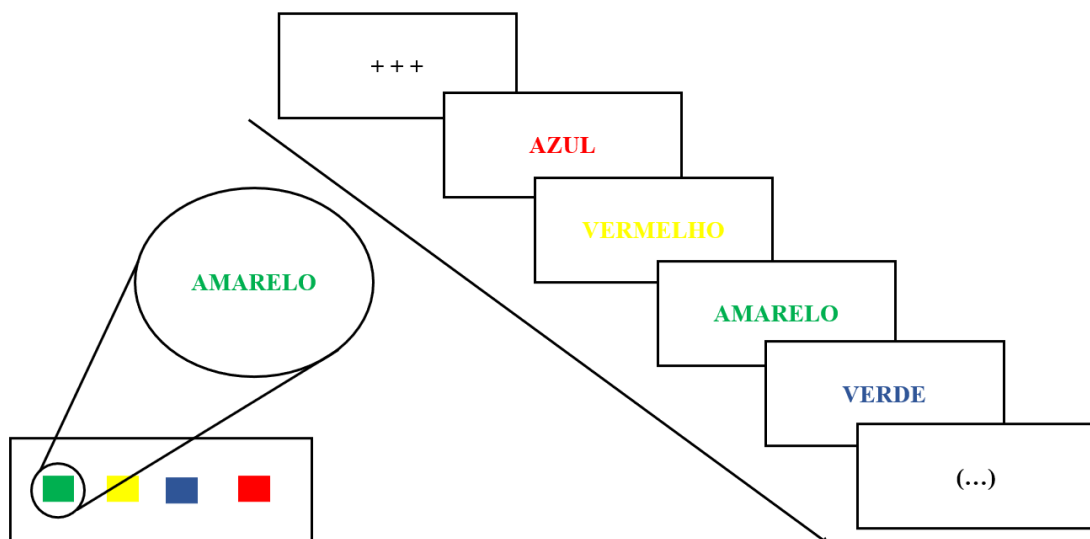 + + +
AZUL
VERMELHO
AMARELO
AMARELO
VERDE
(...)